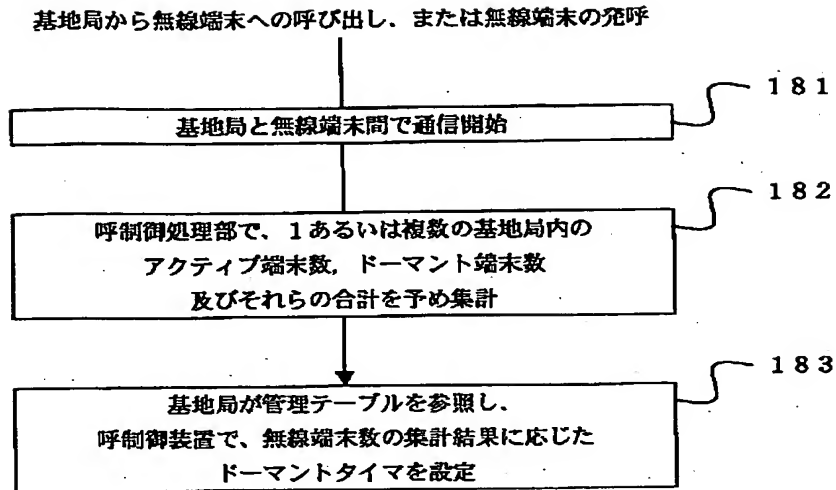 基地局から無線端末への呼び出し、または無線端末の発呼
181
基地局と無線端末間で通信開始
182
呼制御処理部で、1あるいは複数の基地局内の
アクティブ端末数，ドーマント端末数
及びそれらの合計を予め集計
183
基地局が管理テーブルを参照し、
呼制御装置で、無線端末数の集計結果に応じた
ドーマントタイマを設定